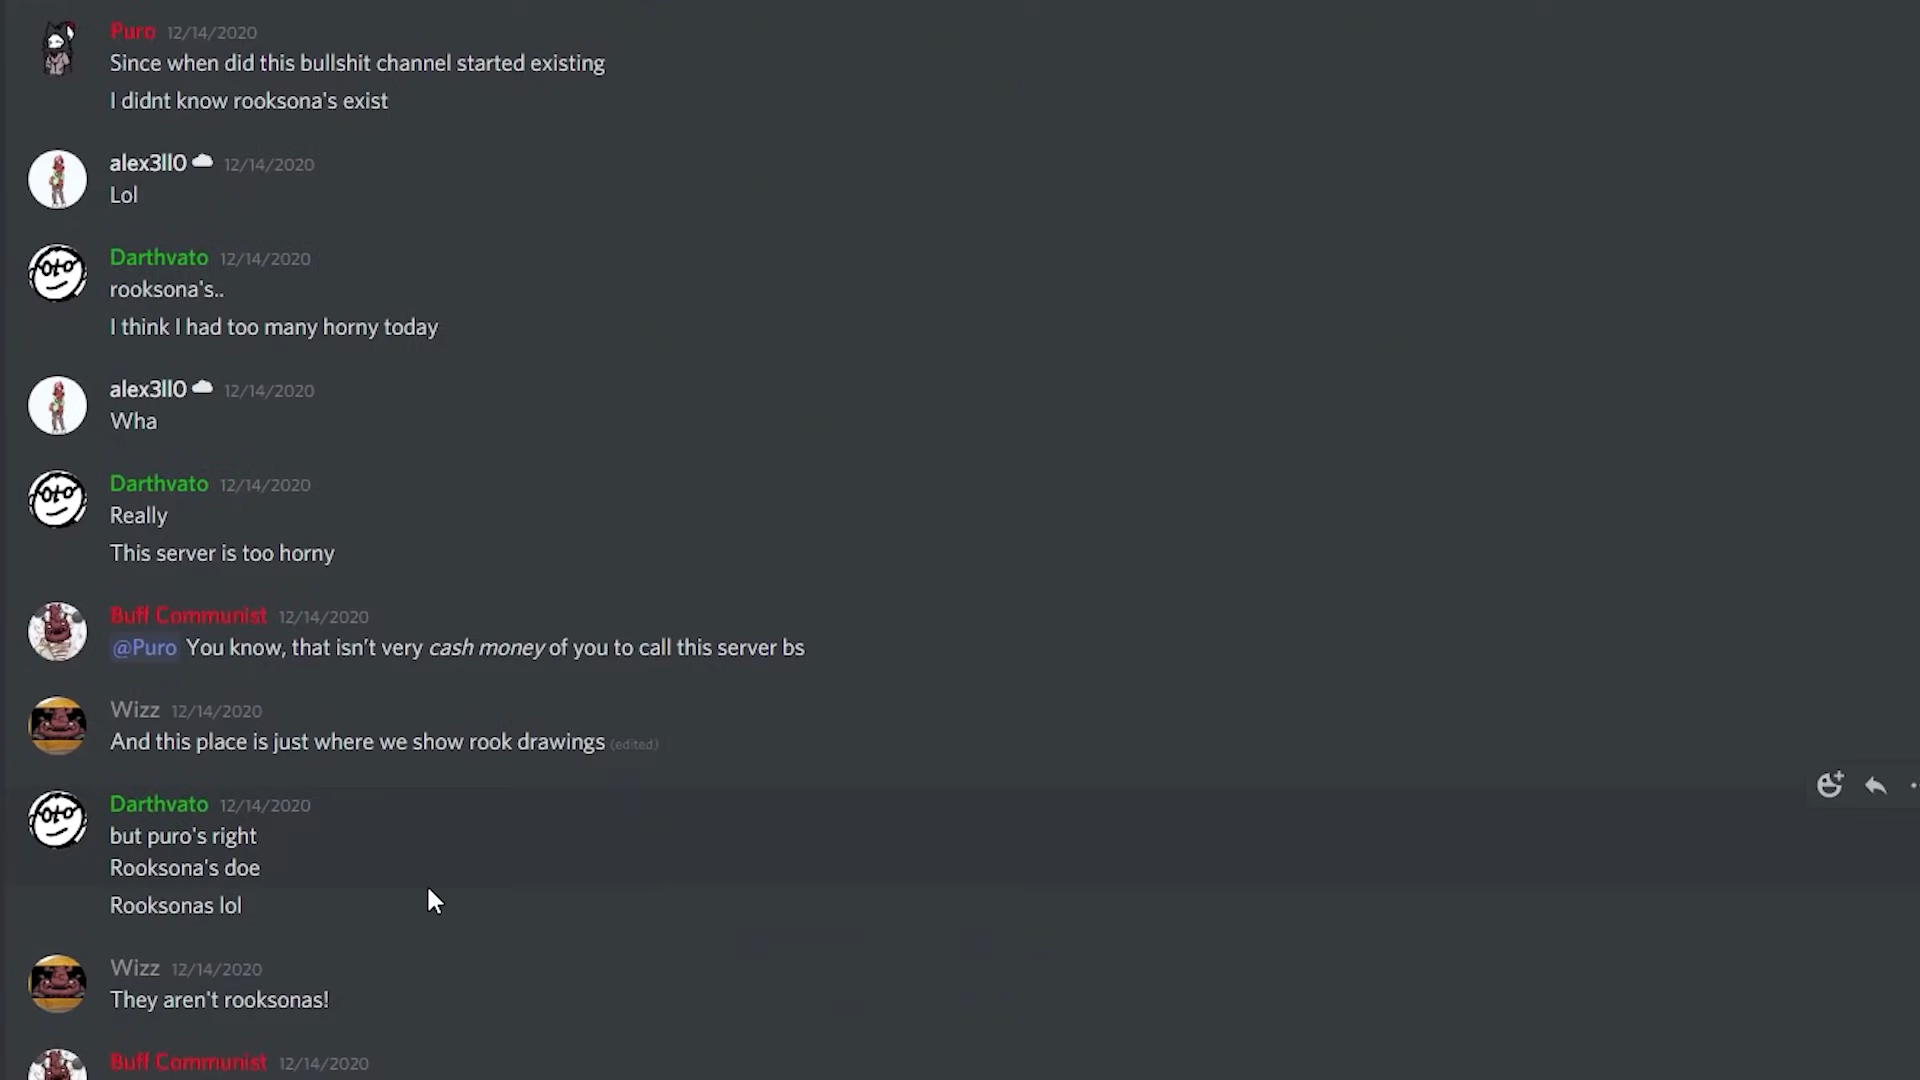 Puro 12/14/2020
Since when did this bullshit channel started existing
I didnt know rooksona's exist
alex3ll0 12/14/2020
Lol
Darthvato 12/14/2020
rooksona's..
I think I had too many horny today
alex3ll0 12/14/2020
Wha
Darthvato 12/14/2020
Really
This server is too horny
Buff Communist 12/14/2020
@Puro You know, that isn't very cash money of you to call this server bs
Wizz 12/14/2020
And this place is just where we show rook drawings (edited)
Darthvato 12/14/2020
but puro's right
Rooksona's doe
Rooksonas lol
Wizz 12/14/2020
They aren't rooksonas!
Buff Communist 12/14/2020